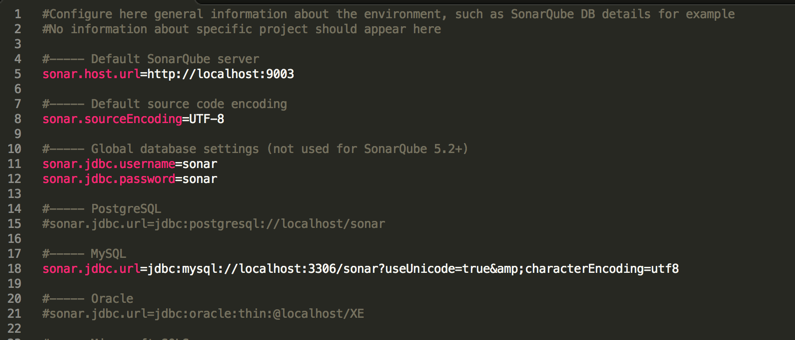 1 #Configure here general information about the environment, such as SonarQube DB details for example
2 #No information about specific project should appear here
3
4 #----- Default SonarQube server
5 sonar.host.url=http://localhost:9003
6
7 #----- Default source code encoding
8 sonar.sourceEncoding=UTF-8
9
10 #----- Global database settings (not used for SonarQube 5.2+)
11 sonar.jdbc.username=sonar
12 sonar.jdbc.password=sonar
13
14 #----- PostgreSQL
15 #sonar.jdbc.url=jdbc:postgresql://localhost/sonar
16
17 #----- MySQL
18 sonar.jdbc.url=jdbc:mysql://localhost:3306/sonar?useUnicode=true&amp;characterEncoding=utf8
19
20 #----- Oracle
21 #sonar.jdbc.url=jdbc:oracle:thin:@localhost/XE
22